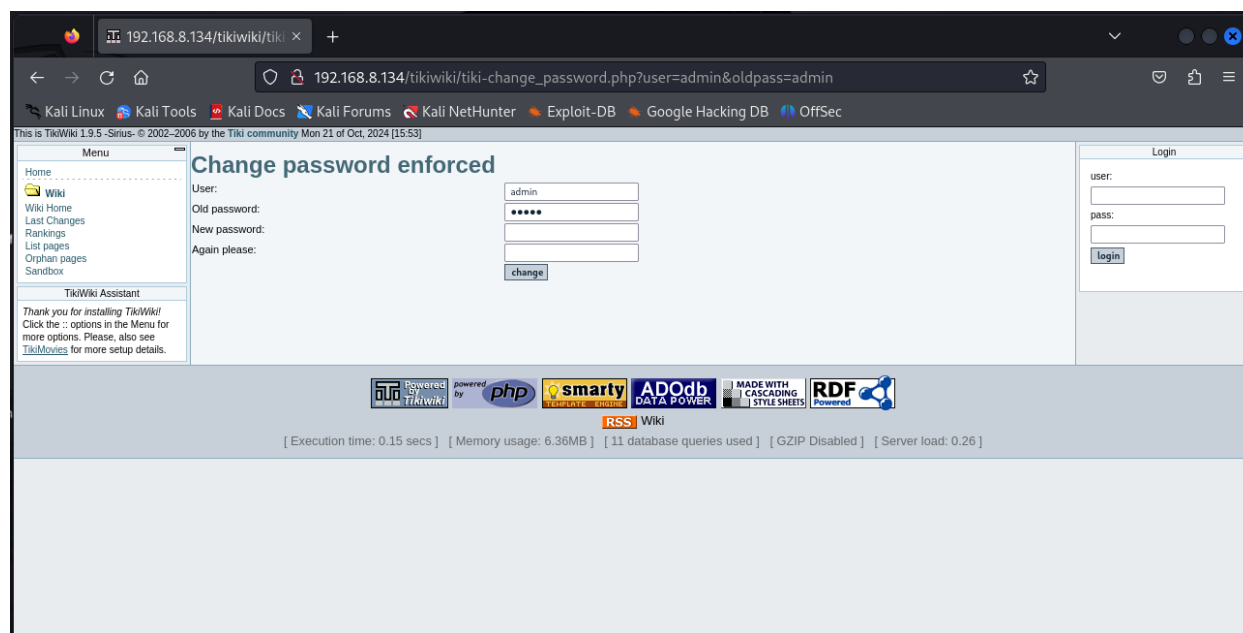 192.168.8.134/tikiwiki/tiki
192.168.8.134/tikiwiki/tiki-change_password.php?user=admin&oldpass=admin
Kali Linux Kali Tools Kali Docs Kali Forums Kali NetHunter Exploit-DB Google Hacking DB OffSec
This is TikiWiki 1.9.5 -Sirius- © 2002–2006 by the Tiki community Mon 21 of Oct, 2024 [15:53]
Menu
Home
Wiki
Wiki Home
Last Changes
Rankings
List pages
Orphan pages
Sandbox
TikiWiki Assistant
Thank you for installing TikiWiki!
Click the :: options in the Menu for
more options. Please, also see
TikiMovies for more setup details.
Change password enforced
User: admin
Old password: •••••
New password:
Again please:
change
Login
user:
pass:
login
Powered by Tikiwiki
powered by php
smarty TEMPLATE ENGINE
ADOdb DATA POWER
MADE WITH CASCADING STYLE SHEETS
RDF Powered
RSS Wiki
[ Execution time: 0.15 secs ] [ Memory usage: 6.36MB ] [ 11 database queries used ] [ GZIP Disabled ] [ Server load: 0.26 ]